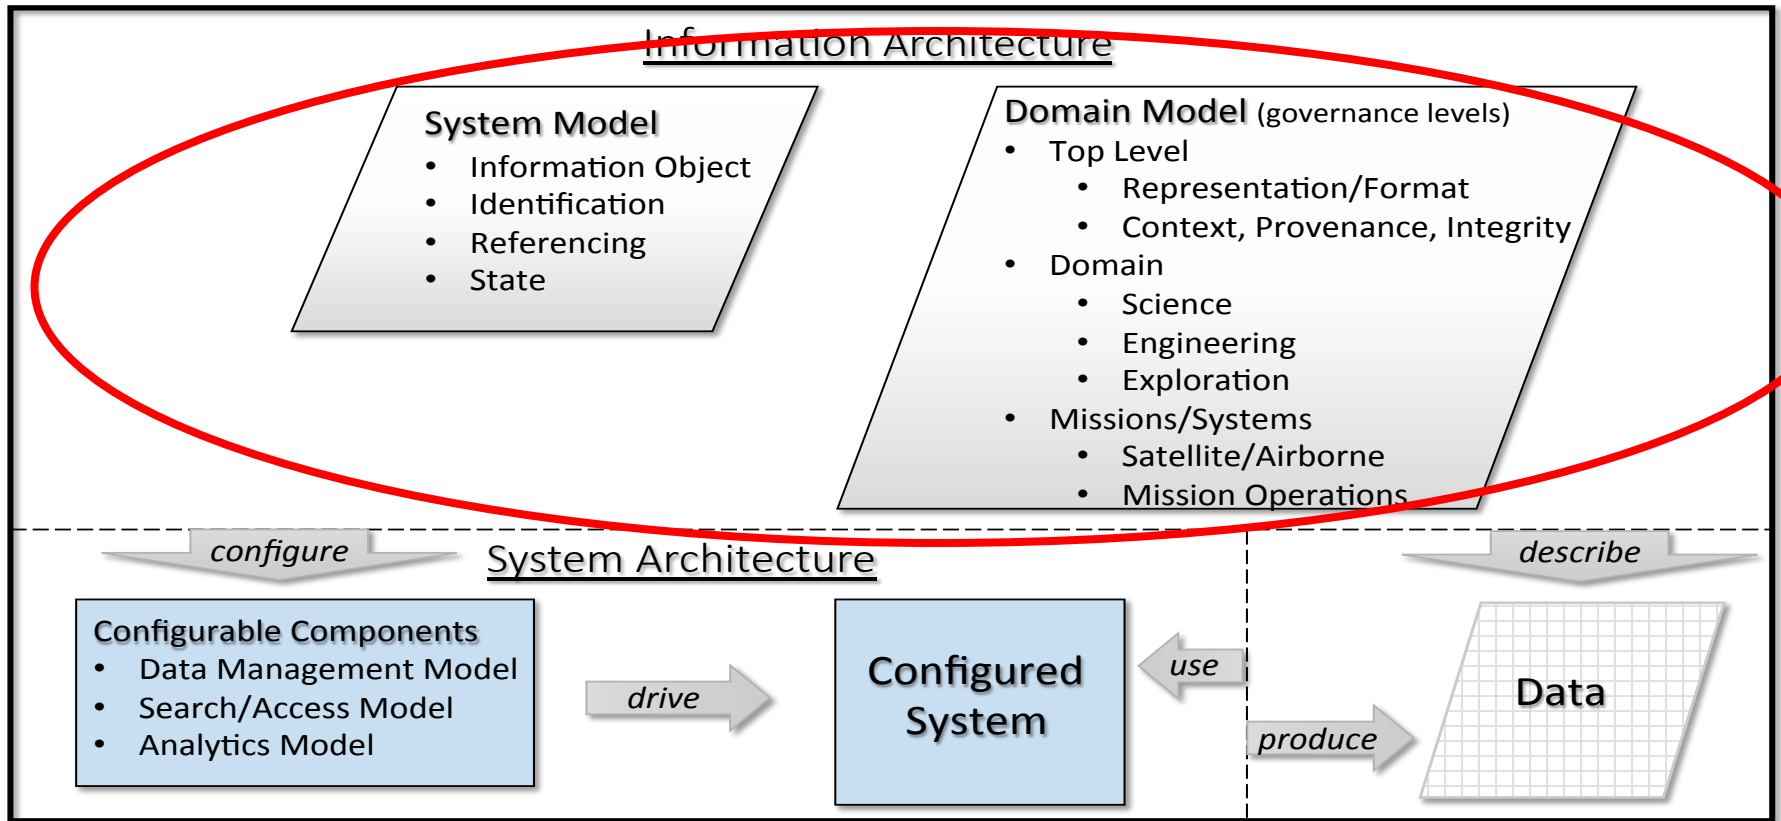 Information Architecture
System Model
• Information Object
• Identification
• Referencing
• State
Domain Model (governance levels)
• Top Level
• Representation/Format
• Context, Provenance, Integrity
• Domain
• Science
• Engineering
• Exploration
• Missions/Systems
• Satellite/Airborne
• Mission Operations
configure
System Architecture
describe
Configurable Components
• Data Management Model
• Search/Access Model
• Analytics Model
drive
Configured
System
use
produce
Data